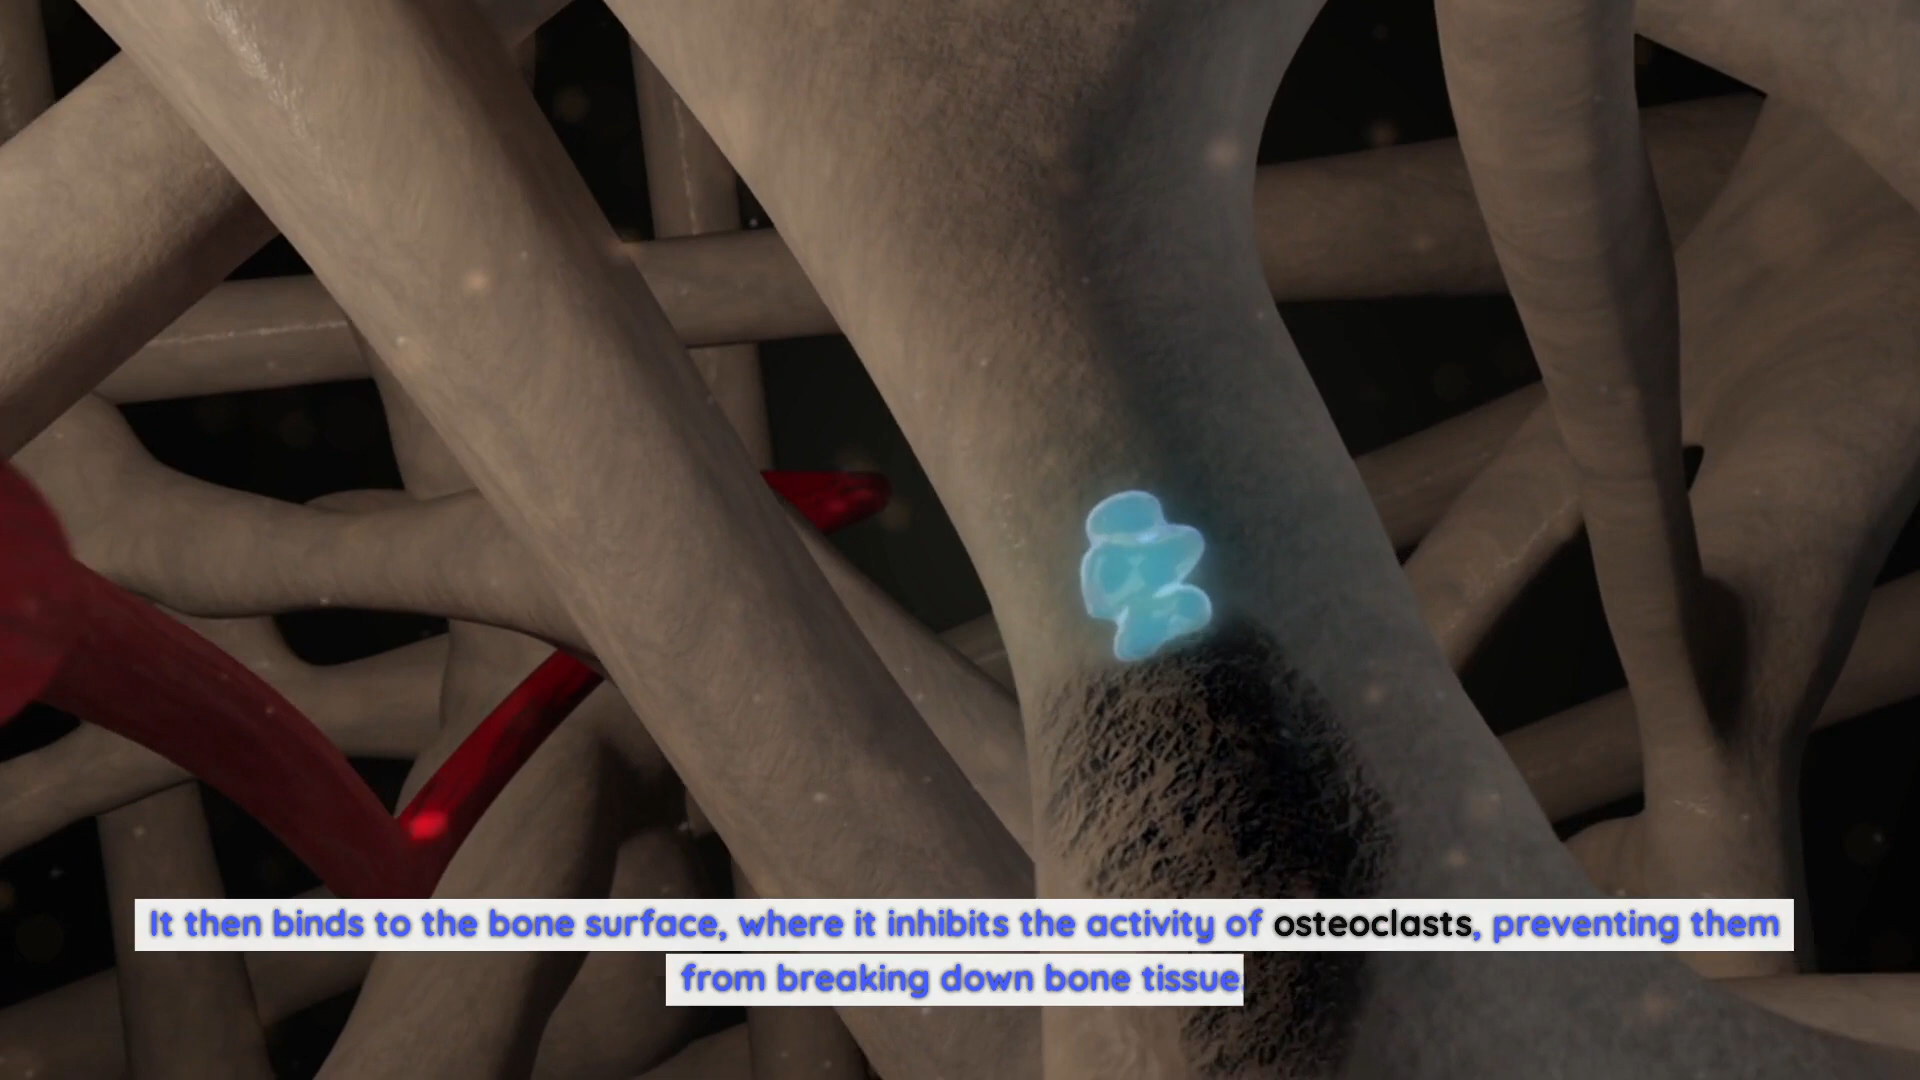 It then binds to the bone surface, where it inhibits the activity of osteoclasts, preventing them
from breaking down bone tissue.